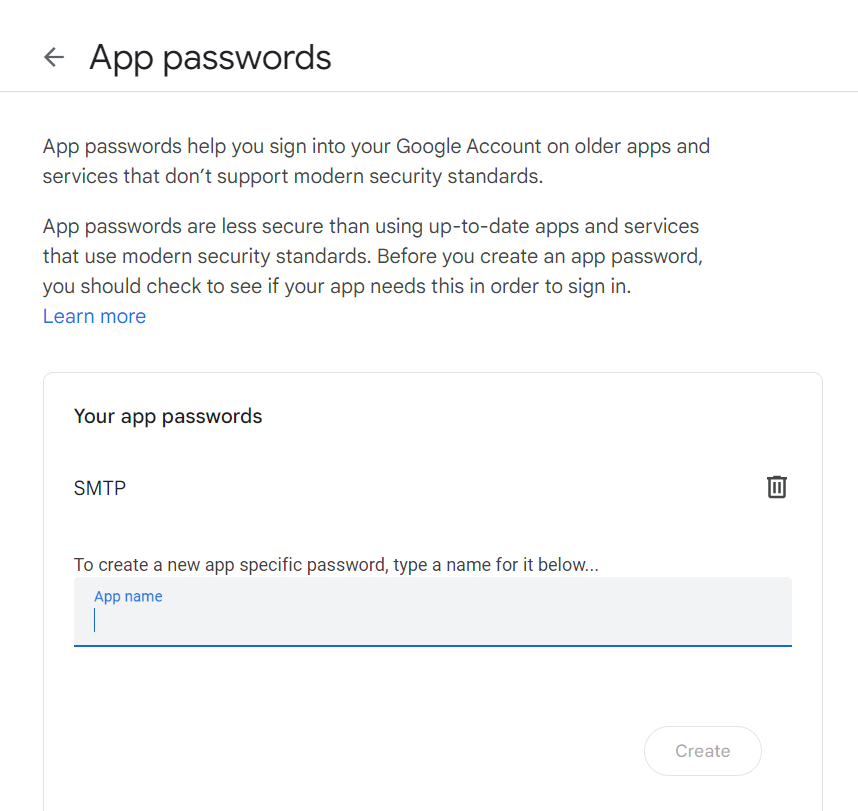 App passwords
App passwords help you sign into your Google Account on older apps and
services that don’t support modern security standards.
App passwords are less secure than using up-to-date apps and services
that use modern security standards. Before you create an app password,
you should check to see if your app needs this in order to sign in.
Learn more
Your app passwords
SMTP
To create a new app specific password, type a name for it below...
App name
Create